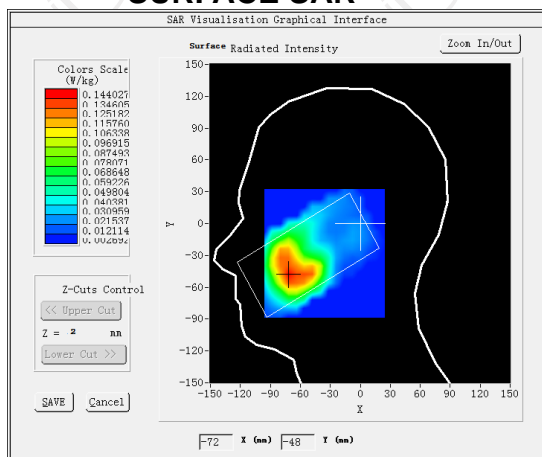 SURFACE SAR
SAR Visualisation Graphical Interface
Surface Radiated Intensity
Zoom In/Out
Colors Scale
(W/kg)
0.144027
0.134605
0.125182
0.115760
0.106338
0.096915
0.087493
0.078071
0.068648
0.059226
0.049804
0.040381
0.030959
0.021537
0.012114
0.002692
150
120
90
60
30
0
-30
-60
-90
-120
-150
Y
-150 -120 -90 -60 -30 0 30 60 90 120 150
X
Z-Cuts Control
<< Upper Cut
Z = 2 mm
Lower Cut >>
SAVE Cancel
-72 X (mm) -48 Y (mm)